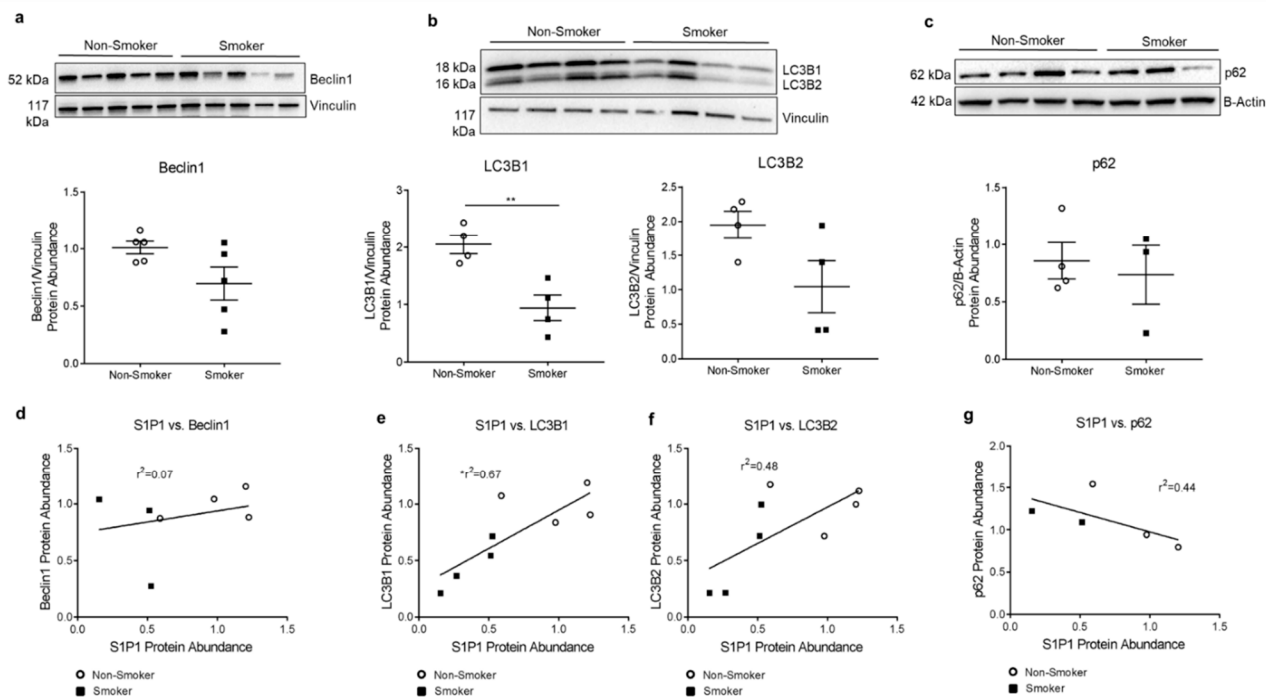 a
Non-Smoker Smoker
52 kDa Beclin1
117 kDa Vinculin
Beclin1
Beclin1/Vinculin
Protein Abundance
1.5
1.0
0.5
0.0
Non-Smoker Smoker
b
Non-Smoker Smoker
18 kDa LC3B1
16 kDa LC3B2
117 kDa Vinculin
LC3B1
LC3B1/Vinculin
Protein Abundance
3
2
1
0
**
Non-Smoker Smoker
LC3B2
LC3B2/Vinculin
Protein Abundance
2.5
2.0
1.5
1.0
0.5
0.0
Non-Smoker Smoker
c
Non-Smoker Smoker
62 kDa p62
42 kDa B-Actin
p62
p62/B-Actin
Protein Abundance
1.5
1.0
0.5
0.0
Non-Smoker Smoker
d
S1P1 vs. Beclin1
Beclin1 Protein Abundance
1.5
1.0
0.5
0.0
r2=0.07
0.0 0.5 1.0 1.5
S1P1 Protein Abundance
Non-Smoker
Smoker
e
S1P1 vs. LC3B1
LC3B1 Protein Abundance
1.5
1.0
0.5
0.0
*r2=0.67
0.0 0.5 1.0 1.5
S1P1 Protein Abundance
Non-Smoker
Smoker
f
S1P1 vs. LC3B2
LC3B2 Protein Abundance
1.5
1.0
0.5
0.0
r2=0.48
0.0 0.5 1.0 1.5
S1P1 Protein Abundance
Non-Smoker
Smoker
g
S1P1 vs. p62
p62 Protein Abundance
2.0
1.5
1.0
0.5
0.0
r2=0.44
0.0 0.5 1.0 1.5
S1P1 Protein Abundance
Non-Smoker
Smoker